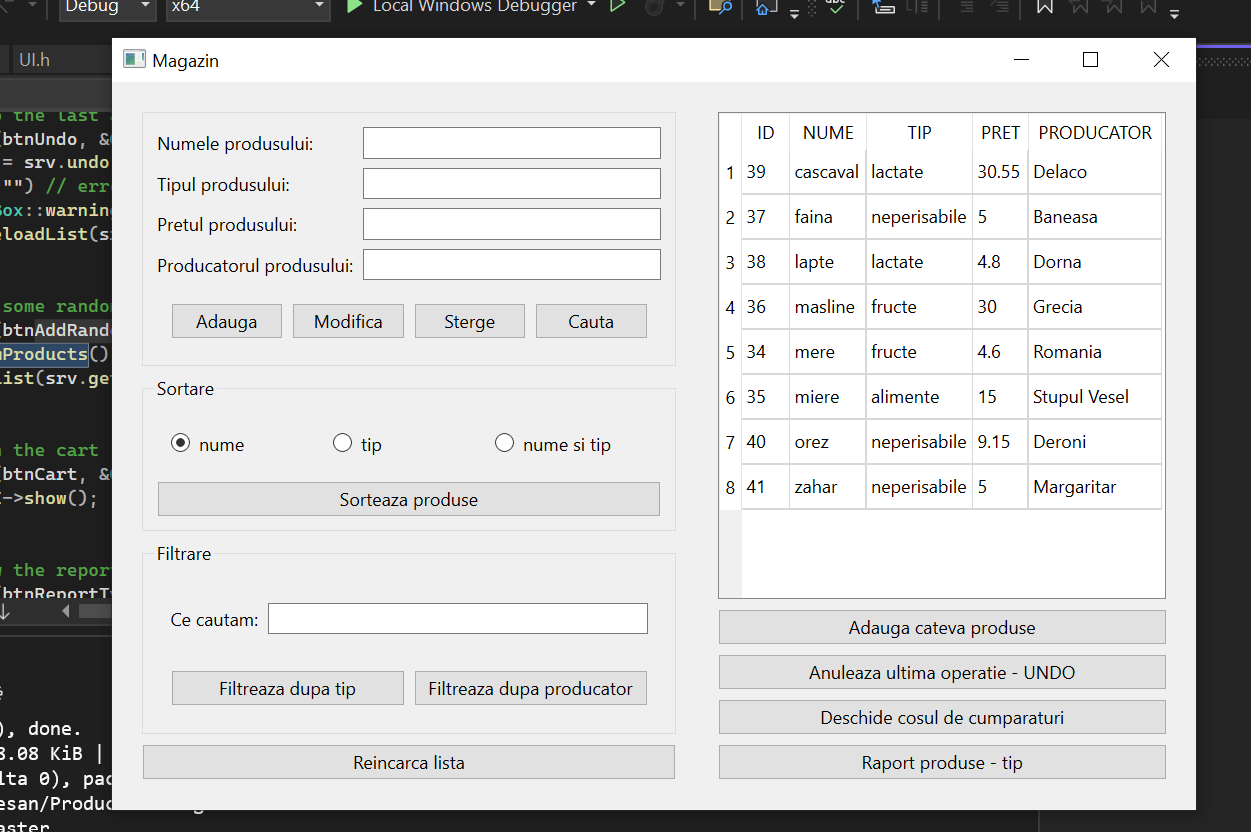 Debug
x64
Local Windows Debugger
UI.h
Magazin
the last
(btnUndo, &
= srv.undo
"") // err
Box::warning
loadList(s
some rando
(btnAddRand
mProducts()
ist(srv.ge
the cart
(btnCart, &
->show();
the repor
(btnReportT
), done.
8.08 KiB |
lta 0), pac
esan/Produc
aster
Numele produsului:
Tipul produsului:
Pretul produsului:
Producatorul produsului:
Adauga Modifica Sterge Cauta
Sortare
nume tip nume si tip
Sorteaza produse
Filtrare
Ce cautam:
Filtreaza dupa tip Filtreaza dupa producator
Reincarca lista
ID NUME TIP PRET PRODUCATOR
1 39 cascaval lactate 30.55 Delaco
2 37 faina neperisabile 5 Baneasa
3 38 lapte lactate 4.8 Dorna
4 36 masline fructe 30 Grecia
5 34 mere fructe 4.6 Romania
6 35 miere alimente 15 Stupul Vesel
7 40 orez neperisabile 9.15 Deroni
8 41 zahar neperisabile 5 Margaritar
Adauga cateva produse
Anuleaza ultima operatie - UNDO
Deschide cosul de cumparaturi
Raport produse - tip